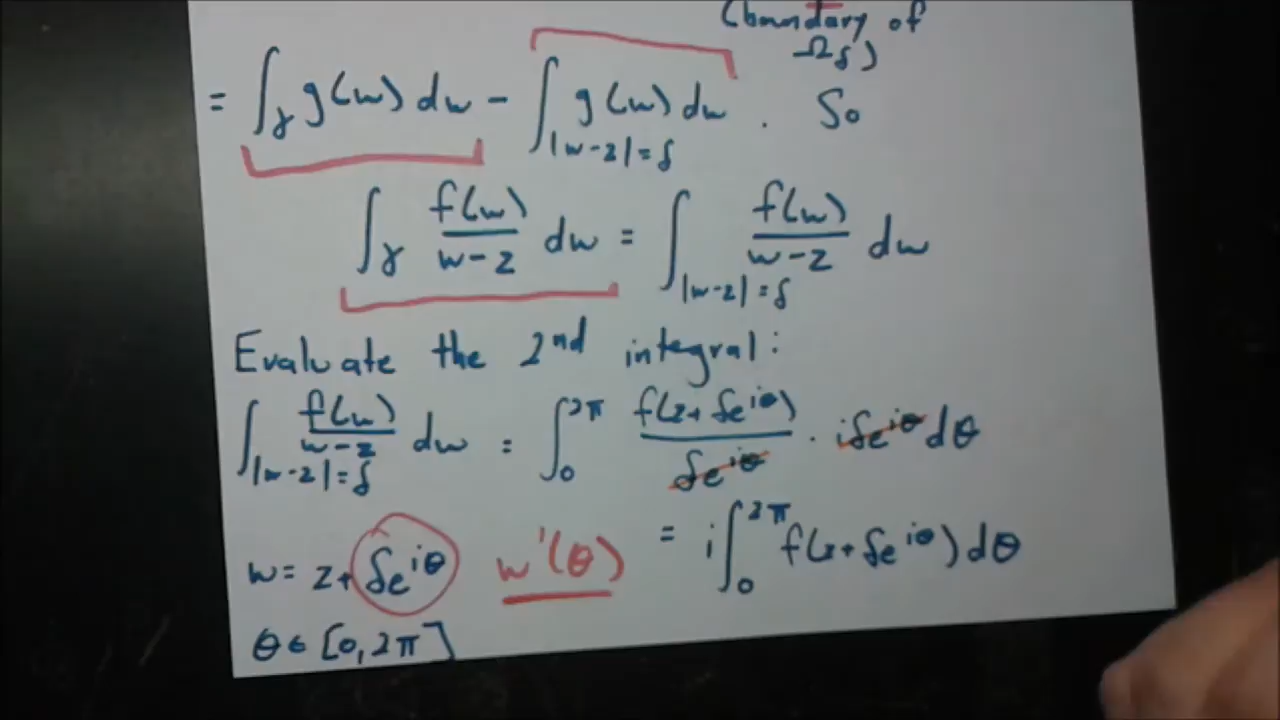 (boundary of
Ωδ)
= ∫γ g(w) dw - ∫|w-z|=δ g(w) dw . So
∫γ f(w)/(w-z) dw = ∫|w-z|=δ f(w)/(w-z) dw
Evaluate the 2nd integral:
∫|w-z|=δ f(w)/(w-z) dw = ∫₀^2π f(z+δe^iθ)/δe^iθ · iδe^iθ dθ
w = z+δe^iθ w'(θ) = i∫₀^2π f(z+δe^iθ) dθ
θ∈[0,2π]